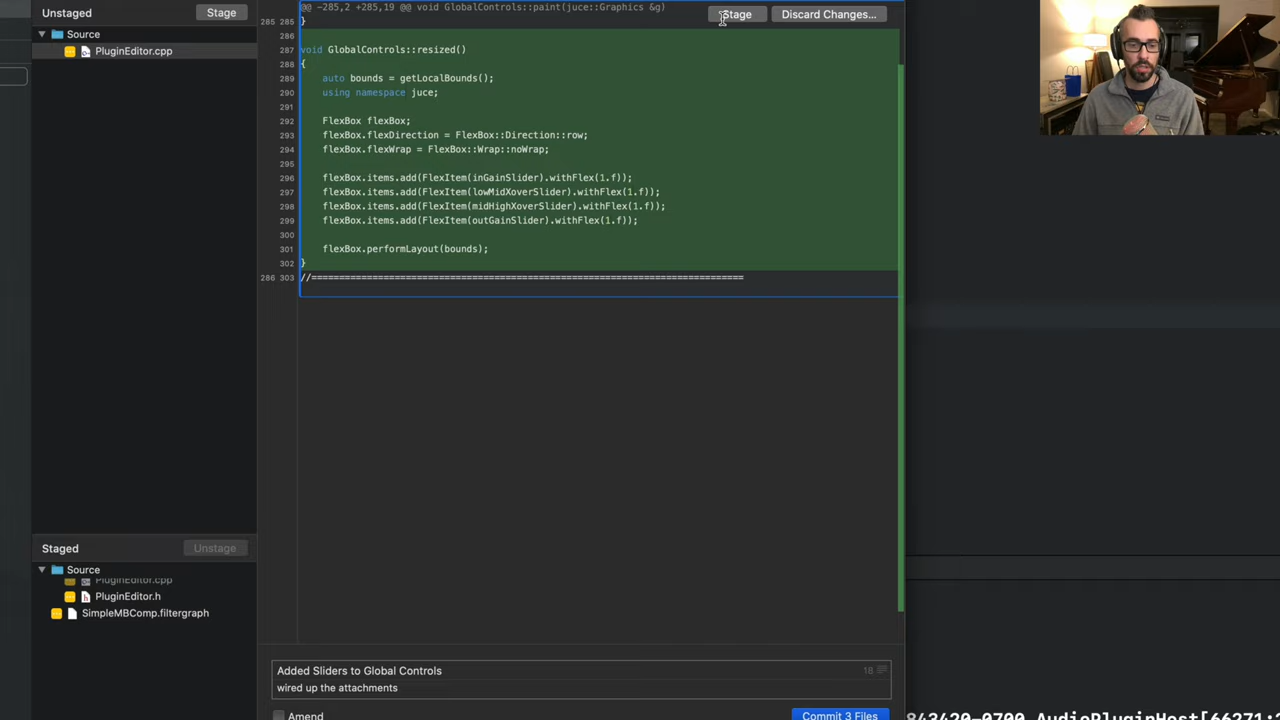 Unstaged
Stage
Source
PluginEditor.cpp
@@ -285,2 +285,19 @@ void GlobalControls::paint(juce::Graphics &g)
Stage
Discard Changes...
285 285 }
286
287 void GlobalControls::resized()
288 {
289 auto bounds = getLocalBounds();
290 using namespace juce;
291
292 FlexBox flexBox;
293 flexBox.flexDirection = FlexBox::Direction::row;
294 flexBox.flexWrap = FlexBox::Wrap::noWrap;
295
296 flexBox.items.add(FlexItem(inGainSlider).withFlex(1.f));
297 flexBox.items.add(FlexItem(lowMidXoverSlider).withFlex(1.f));
298 flexBox.items.add(FlexItem(midHighXoverSlider).withFlex(1.f));
299 flexBox.items.add(FlexItem(outGainSlider).withFlex(1.f));
300
301 flexBox.performLayout(bounds);
302 }
286 303 //==============================================================================
Staged
Unstage
Source
PluginEditor.cpp
PluginEditor.h
SimpleMBComp.filtergraph
Added Sliders to Global Controls
18
wired up the attachments
Amend
Commit 3 Files